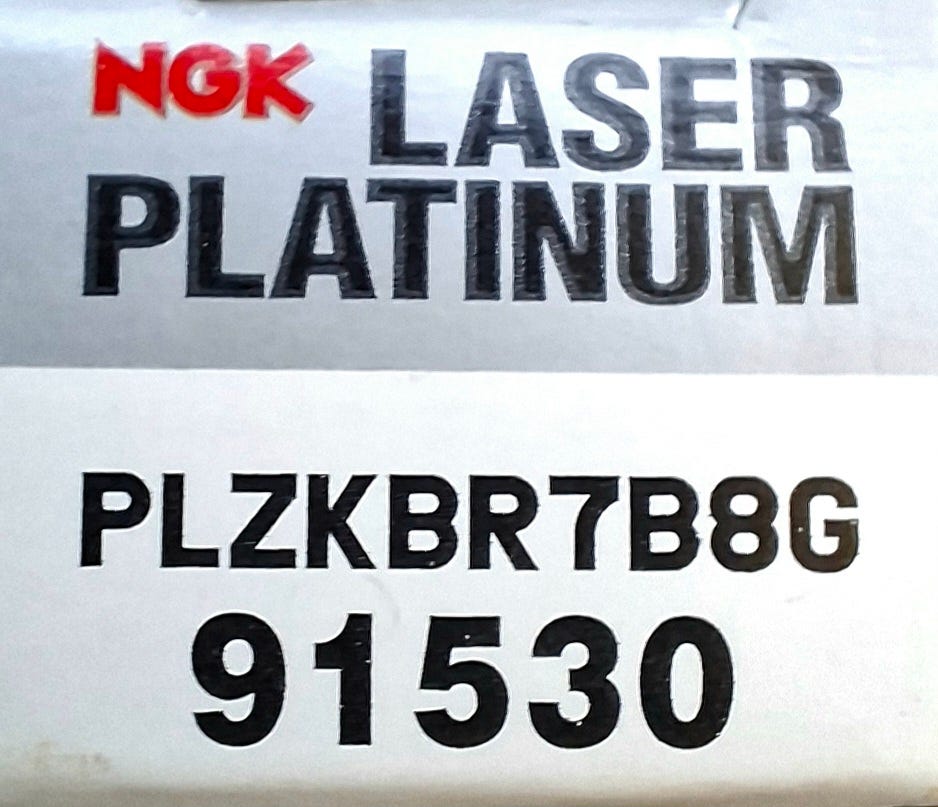 NGK LASER
PLATINUM
PLZKBR7B8G
91530